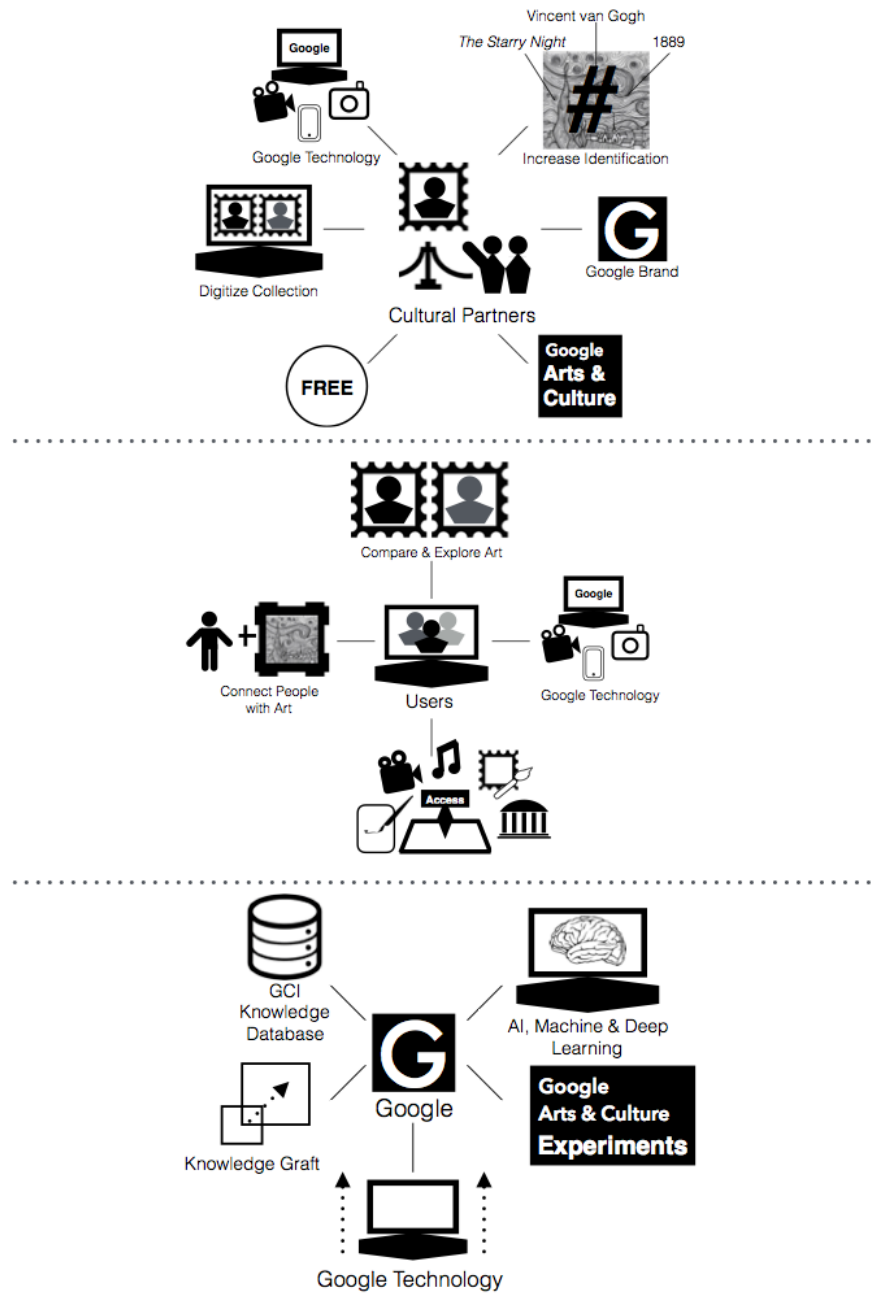 Vincent van Gogh
The Starry Night
1889
Google
#
Google Technology
Increase Identification
Digitize Collection
G
Google Brand
Cultural Partners
FREE
Google
Arts &
Culture
Compare & Explore Art
Google
Connect People
with Art
Users
Google Technology
Access
GCI
Knowledge
Database
AI, Machine & Deep
Learning
G
Google
Knowledge Graft
Google
Arts & Culture
Experiments
Google Technology